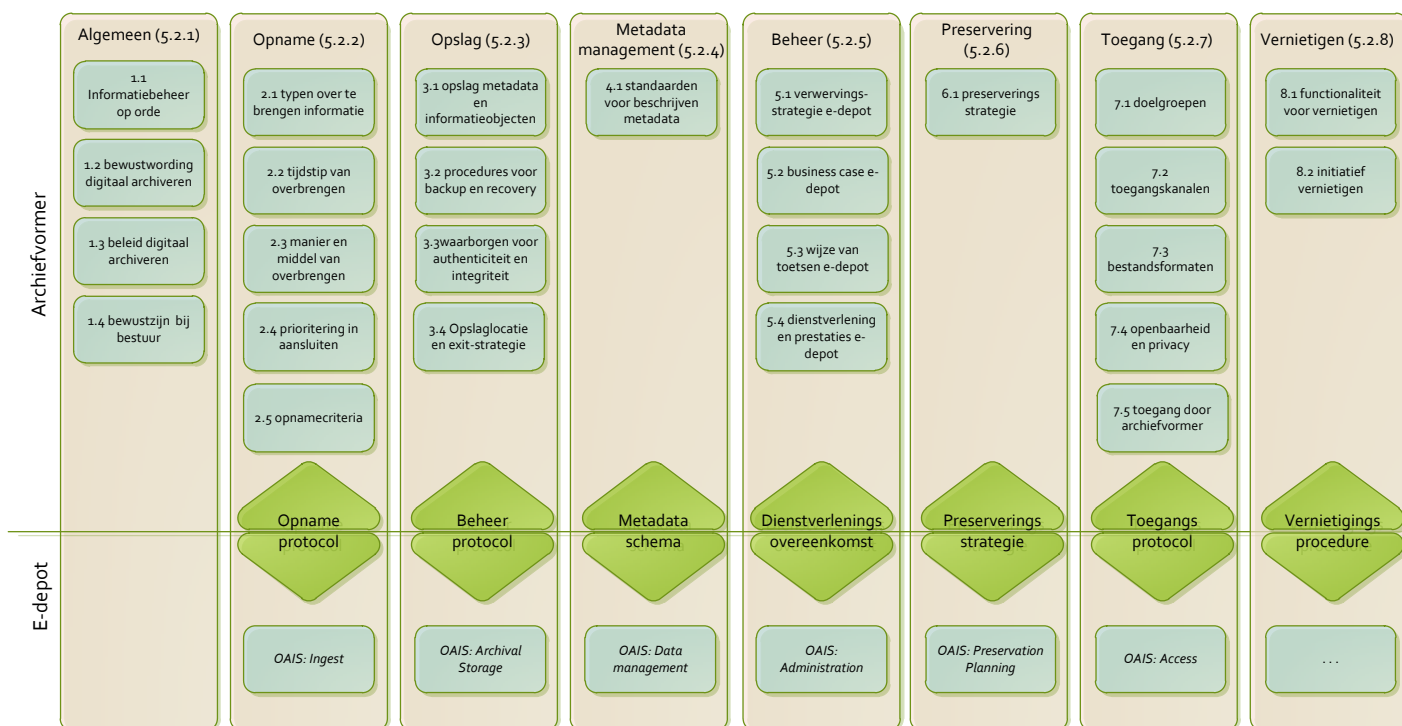 Algemeen (5.2.1)
1.1
Informatiebeheer
op orde
1.2 bewustwording
digitaal archiveren
1.3 beleid digitaal
archiveren
1.4 bewustzijn bij
bestuur
Opname (5.2.2)
2.1 typen over te
brengen informatie
2.2 tijdstip van
overbrengen
2.3 manier en
middel van
overbrengen
2.4 prioritering in
aansluiten
2.5 opnamecriteria
Opname
protocol
OAIS: Ingest
Opslag (5.2.3)
3.1 opslag metadata
en
informatieobjecten
3.2 procedures voor
backup en recovery
3.3waarborgen voor
authenticiteit en
integriteit
3.4 Opslaglocatie
en exit-strategie
Beheer
protocol
OAIS: Archival
Storage
Metadata
management (5.2.4)
4.1 standaarden
voor beschrijven
metadata
Metadata
schema
OAIS: Data
management
Beheer (5.2.5)
5.1 verwervings-
strategie e-depot
5.2 business case e-
depot
5.3 wijze van
toetsen e-depot
5.4 dienstverlening
en prestaties e-
depot
Dienstverlenings
overeenkomst
OAIS:
Administration
Preservering
(5.2.6)
6.1 preserverings
strategie
Preserverings
strategie
OAIS: Preservation
Planning
Toegang (5.2.7)
7.1 doelgroepen
7.2
toegangskanalen
7.3
bestandsformaten
7.4 openbaarheid
en privacy
7.5 toegang door
archiefvormer
Toegangs
protocol
OAIS: Access
Vernietigen (5.2.8)
8.1 functionaliteit
voor vernietigen
8.2 initiatief
vernietigen
Vernietigings
procedure
. . .
Archiefvormer
E-depot